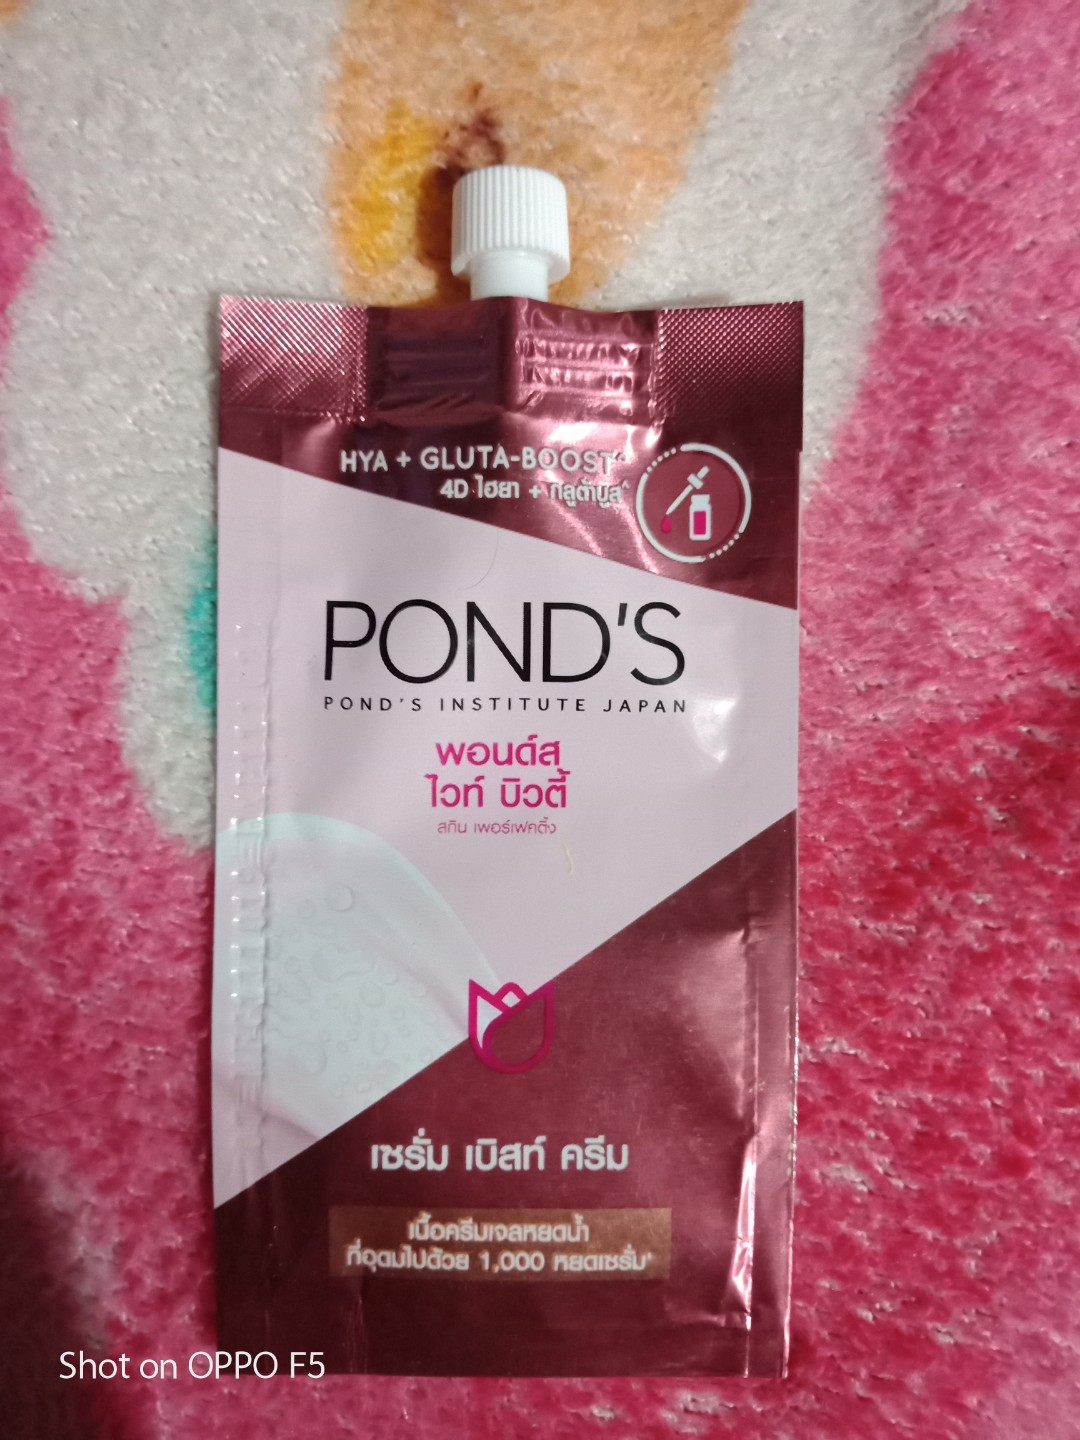 HYA + GLUTA-BOOST^
4D ไฮยา + กลูต้าบูส^
POND'S
POND'S INSTITUTE JAPAN
พอนด์ส
ไวท์ บิวตี้
สกิน เพอร์เฟคติ้ง
เซรั่ม เบิสท์ ครีม
เนื้อครีมเจลหยดน้ำ
ที่อุดมไปด้วย 1,000 หยดเซรั่ม'
Shot on OPPO F5